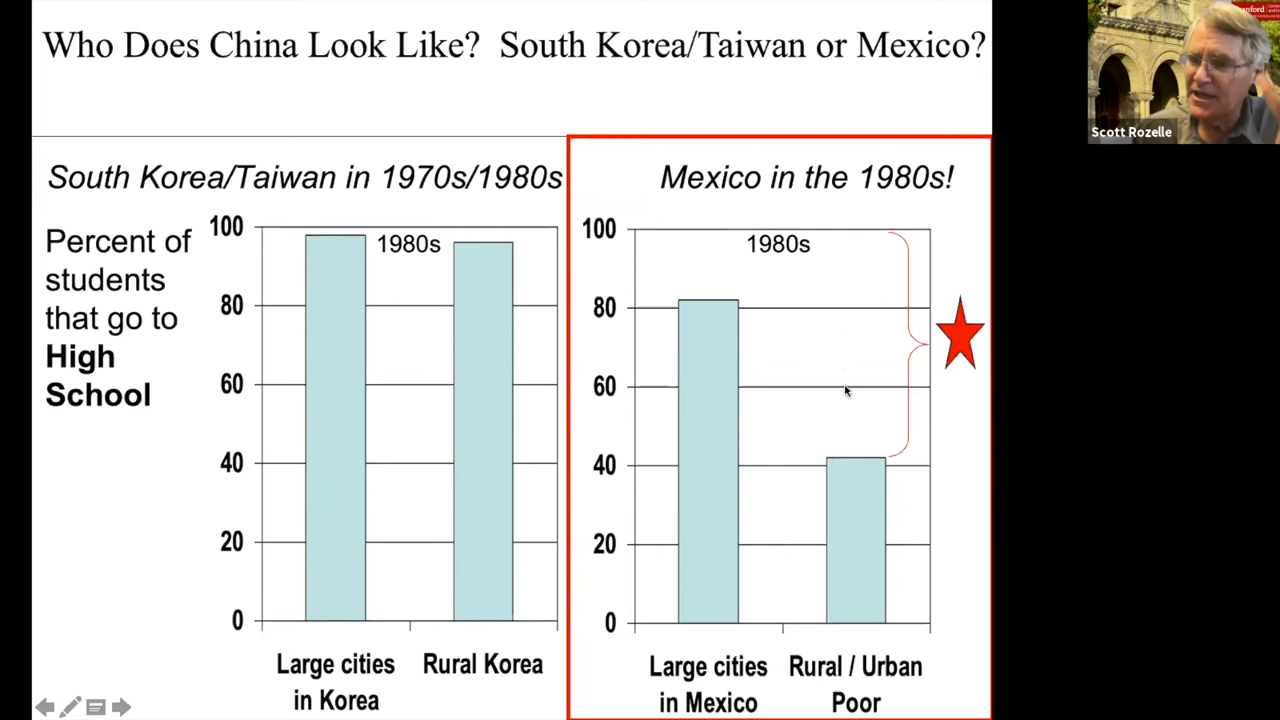 Who Does China Look Like?  South Korea/Taiwan or Mexico?
Scott Rozelle
South Korea/Taiwan in 1970s/1980s
Percent of
students
that go to
High
School
100
80
60
40
20
0
1980s
Large cities
in Korea
Rural Korea
Mexico in the 1980s!
100
80
60
40
20
0
1980s
Large cities
in Mexico
Rural / Urban
Poor